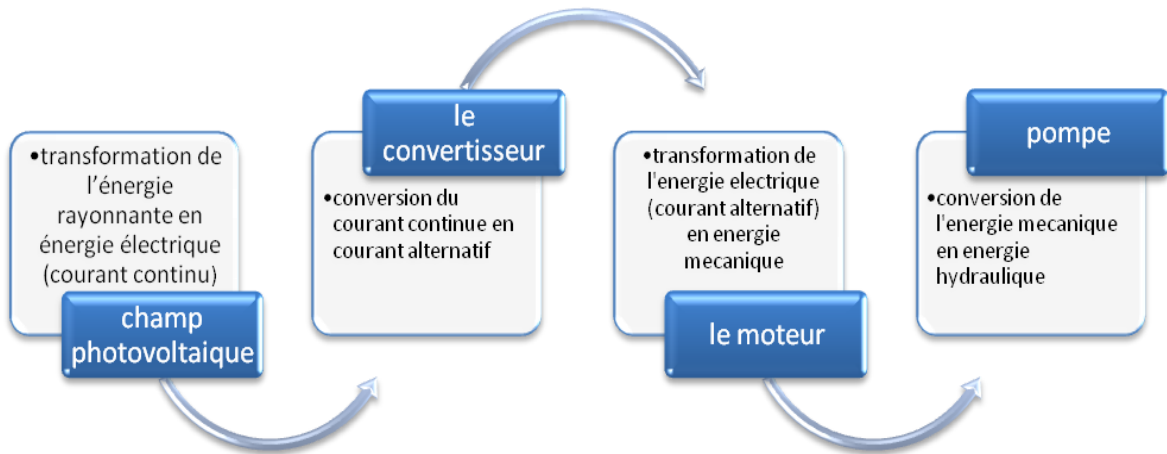 •transformation de
l’énergie
rayonnante en
énergie électrique
(courant continu)
champ
photovoltaique
le
convertisseur
•conversion du
courant continue en
courant alternatif
•transformation de
l'energie electrique
(courant alternatif)
en energie
mecanique
le moteur
pompe
•conversion de
l'energie mecanique
en energie
hydraulique